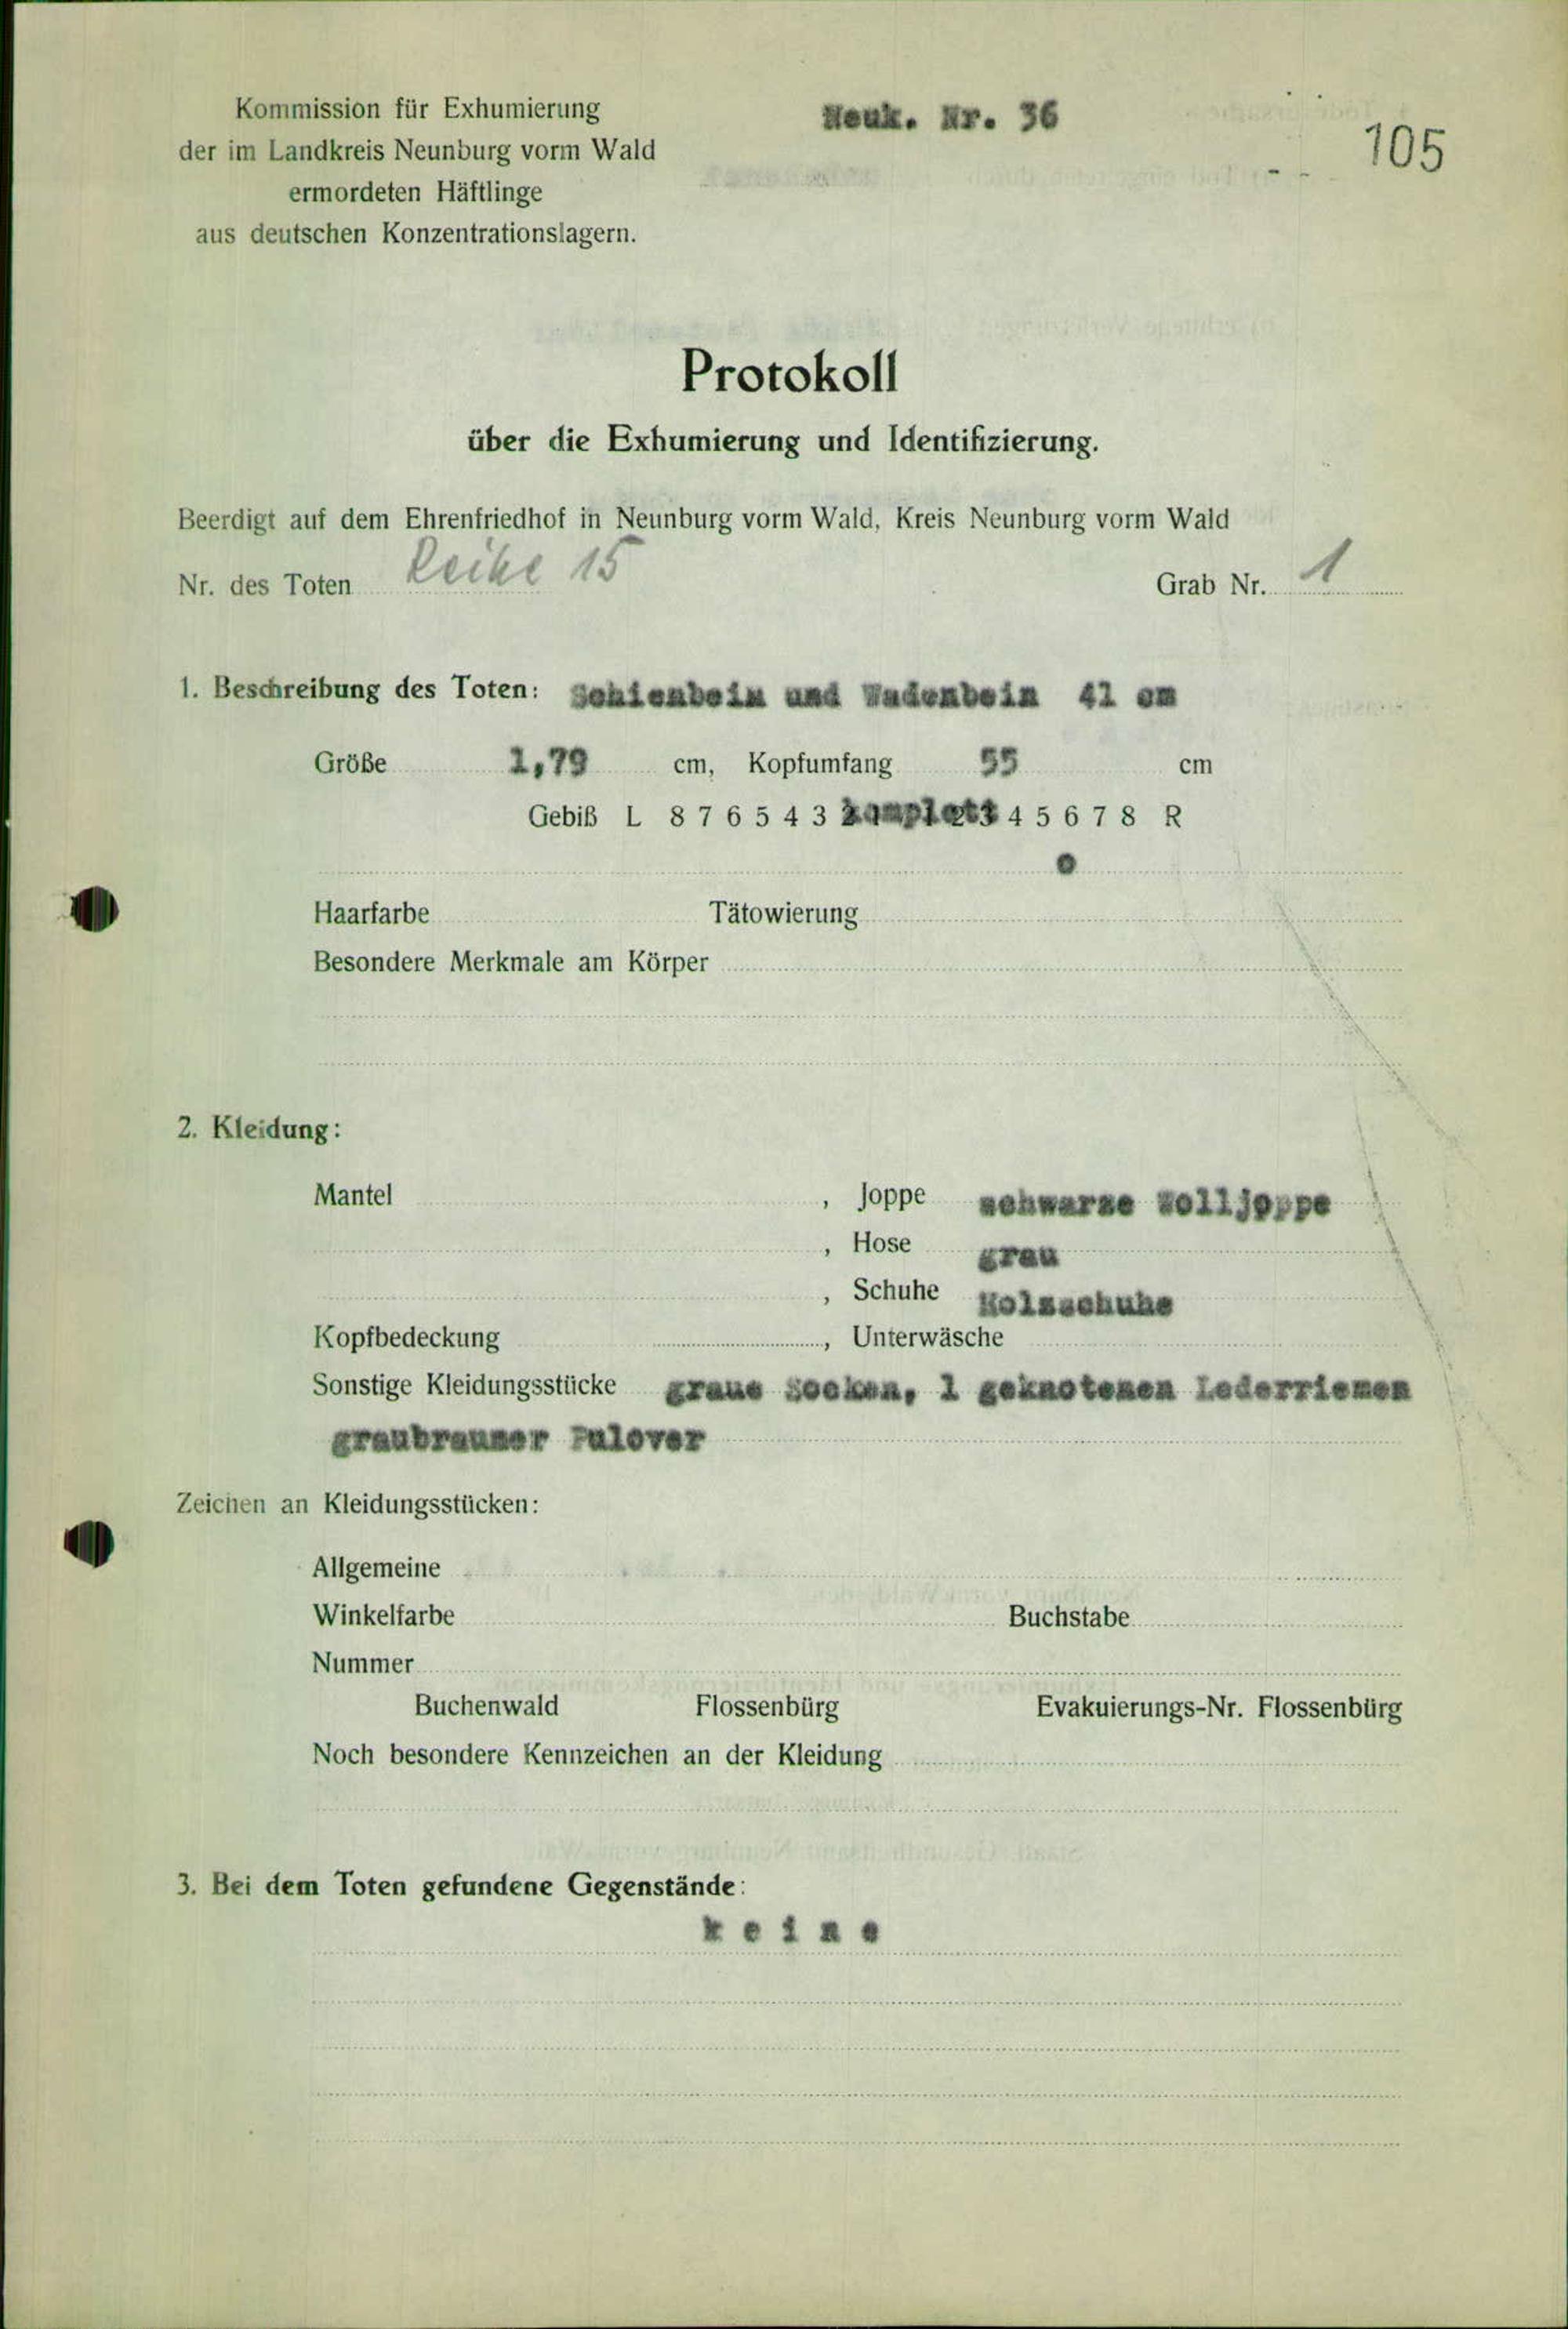 Kommission für Exhumierung
der im Landkreis Neunburg vorm Wald
ermordeten Häftlinge
aus deutschen Konzentrationslagern.
Neuk. Nr. 36
105
Protokoll
über die Exhumierung und Identifizierung.
Beerdigt auf dem Ehrenfriedhof in Neunburg vorm Wald, Kreis Neunburg vorm Wald
Nr. des Toten Reihe 15 Grab Nr. 1
1. Beschreibung des Toten: Schienbein und Wadenbein 41 cm
Größe 1,79 cm, Kopfumfang 55 cm
Gebiß L 8 7 6 5 4 3 komplett 4 5 6 7 8 R
o
Haarfarbe Tätowierung
Besondere Merkmale am Körper
2. Kleidung:
Mantel , Joppe schwarze Wolljoppe
, Hose grau
, Schuhe Holzschuhe
Kopfbedeckung , Unterwäsche
Sonstige Kleidungsstücke graue Socken, 1 geknotenen Lederriemen
graubrauner Pulover
Zeichen an Kleidungsstücken:
Allgemeine
Winkelfarbe Buchstabe
Nummer
Buchenwald Flossenbürg Evakuierungs-Nr. Flossenbürg
Noch besondere Kennzeichen an der Kleidung
3. Bei dem Toten gefundene Gegenstände:
k e i n e